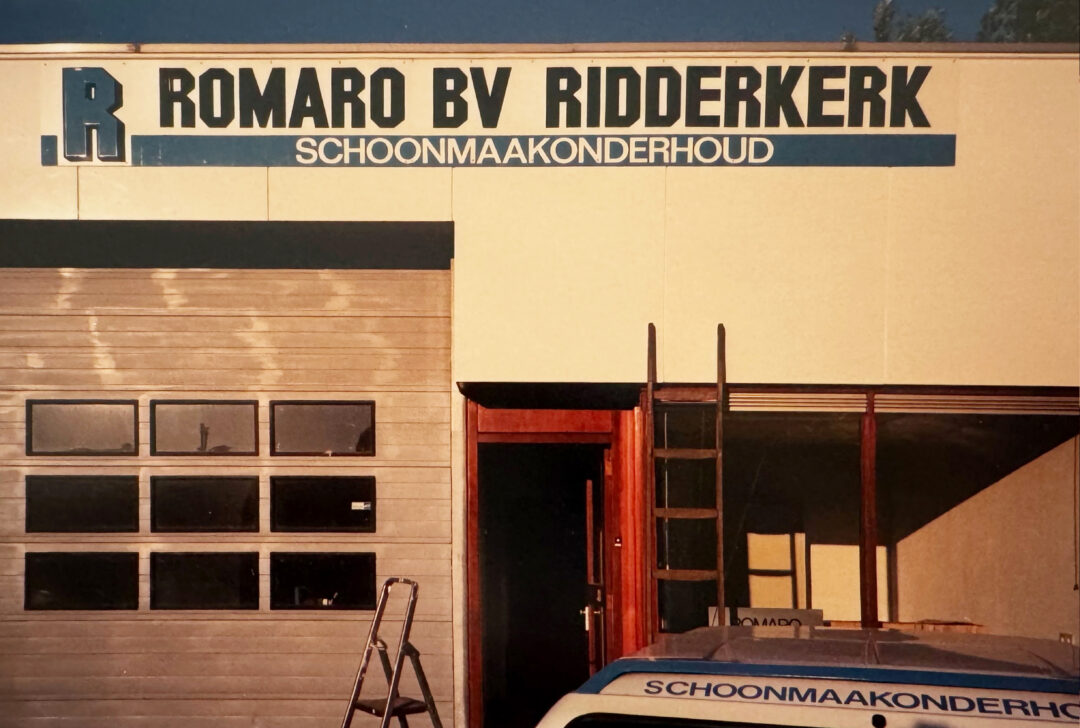 R ROMARO BV RIDDERKERK
SCHOONMAAKONDERHOUD
ROMARO
SCHOONMAAKONDERHO